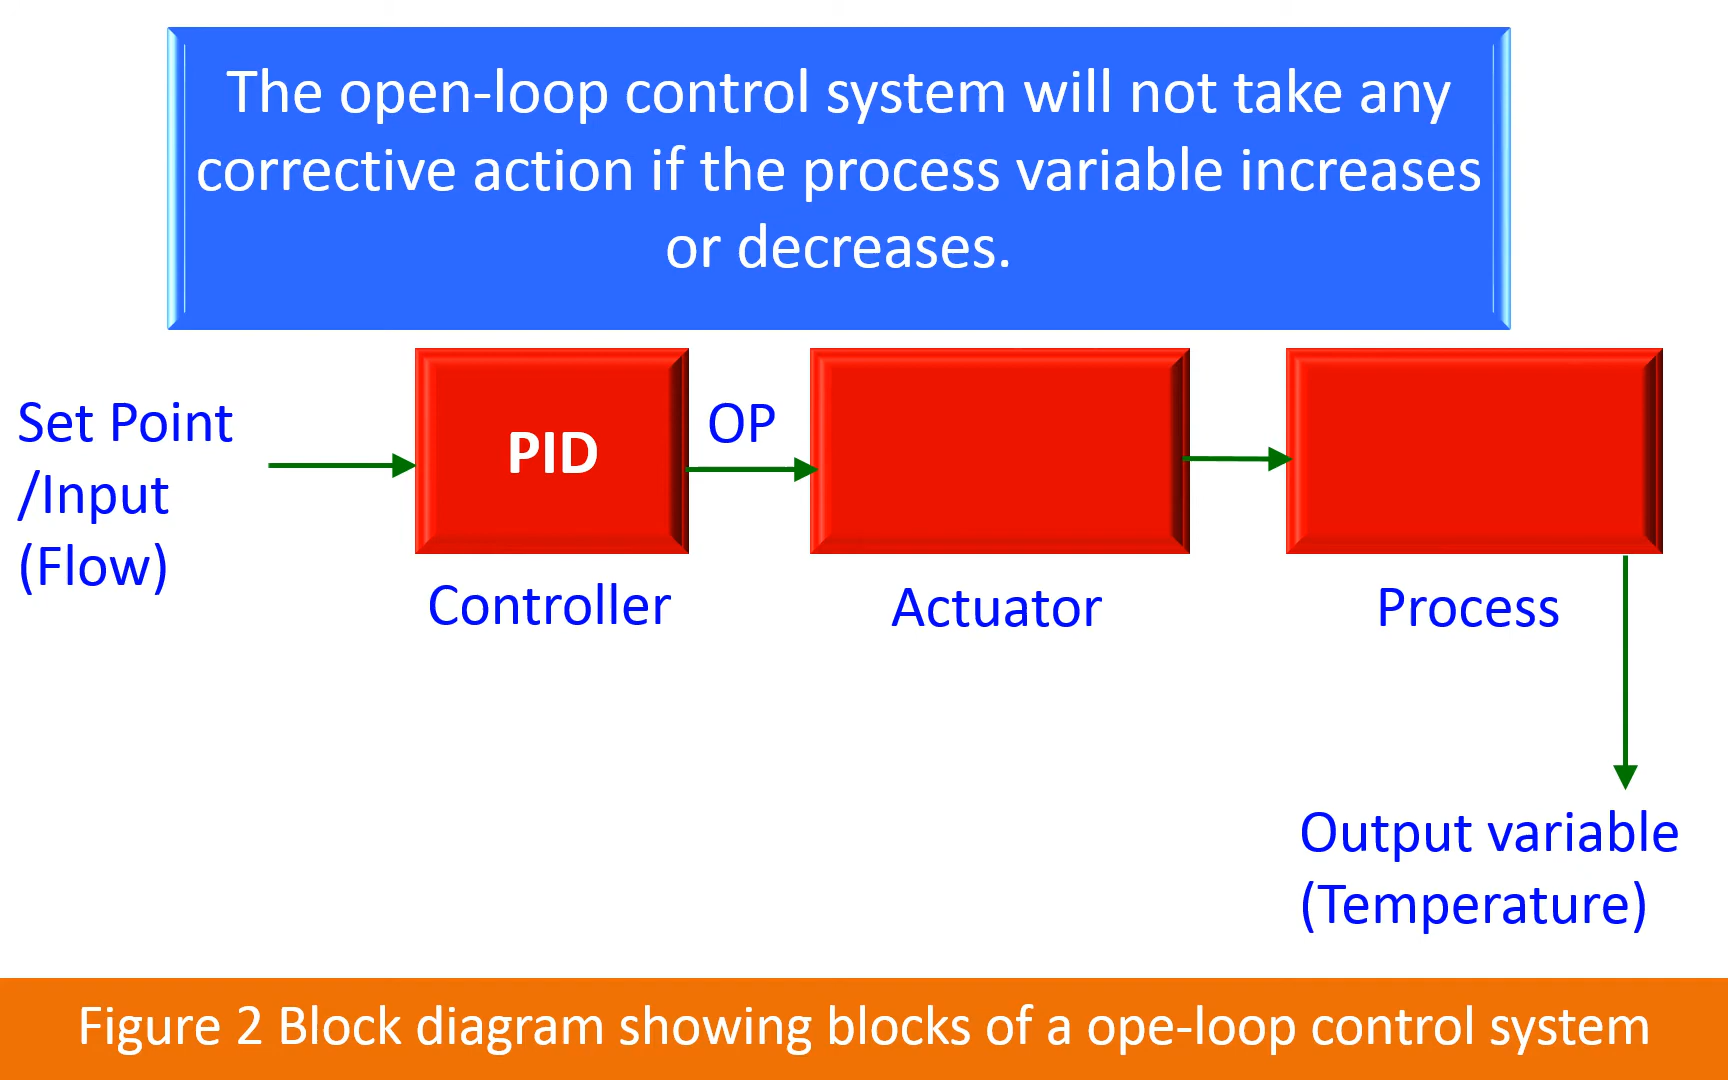 The open-loop control system will not take any
corrective action if the process variable increases
or decreases.
Set Point
/Input
(Flow)
PID
OP
Controller
Actuator
Process
Output variable
(Temperature)
Figure 2 Block diagram showing blocks of a ope-loop control system